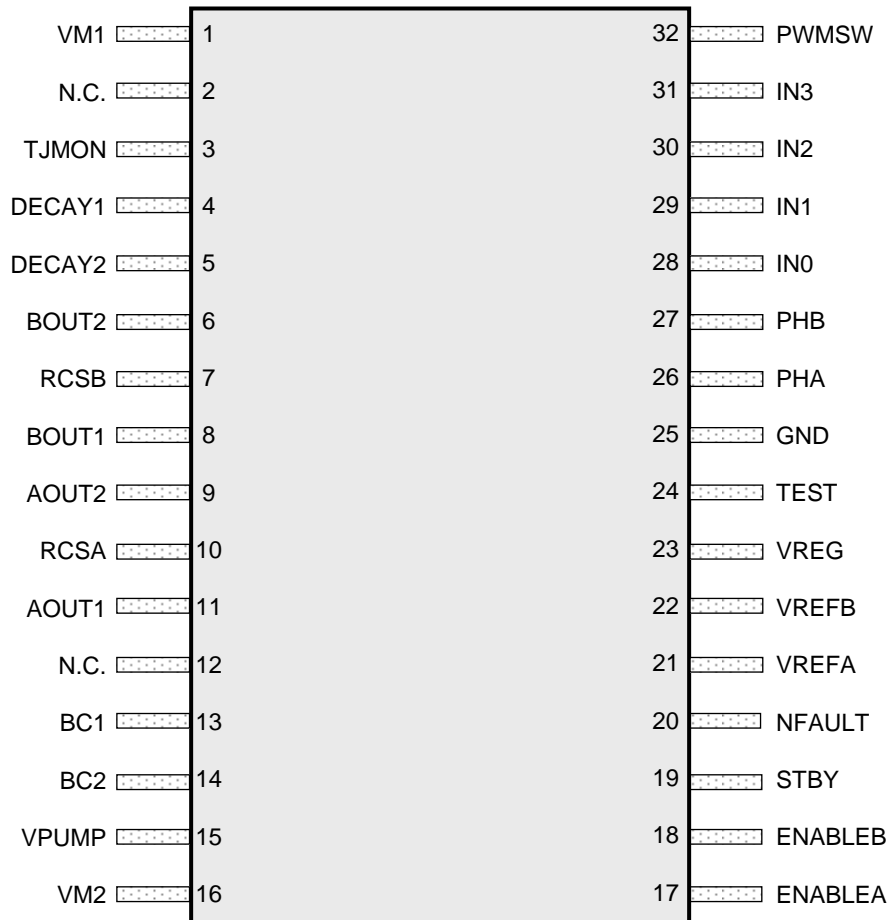 VM1 1 32 PWMSW
N.C. 2 31 IN3
TJMON 3 30 IN2
DECAY1 4 29 IN1
DECAY2 5 28 IN0
BOUT2 6 27 PHB
RCSB 7 26 PHA
BOUT1 8 25 GND
AOUT2 9 24 TEST
RCSA 10 23 VREG
AOUT1 11 22 VREFB
N.C. 12 21 VREFA
BC1 13 20 NFAULT
BC2 14 19 STBY
VPUMP 15 18 ENABLEB
VM2 16 17 ENABLEA